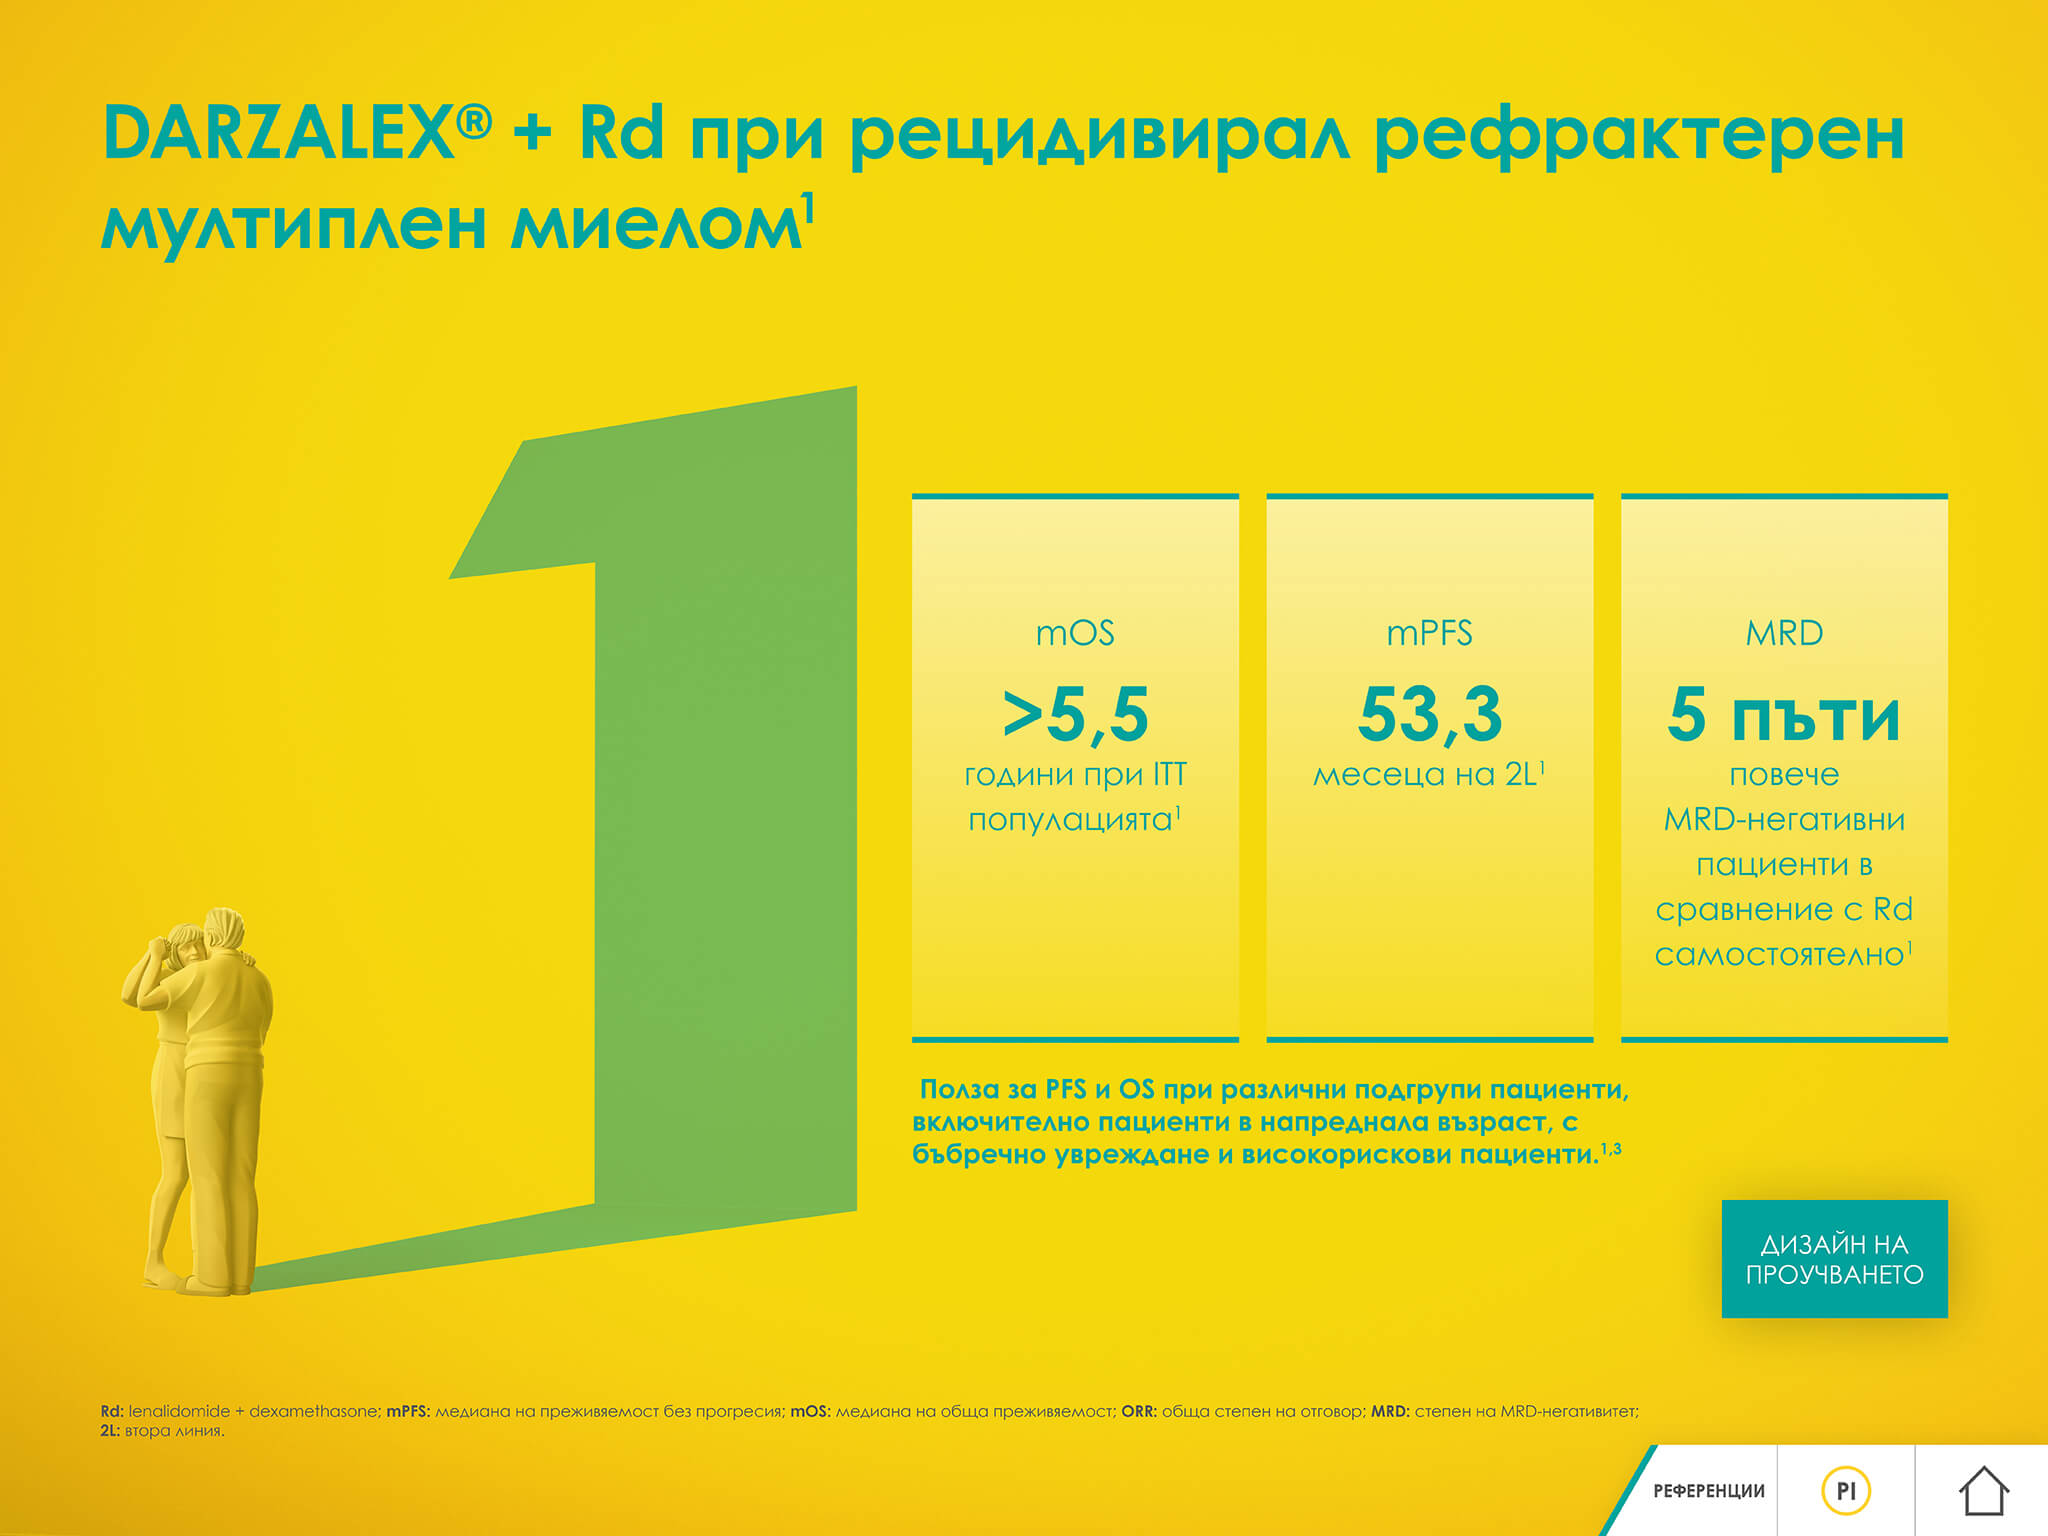 DARZALEX® + Rd при рецидивирал рефрактерен
мултиплен миелом¹
mOS
>5,5
години при ITT
популацията¹
mPFS
53,3
месеца на 2L¹
MRD
5 пъти
повече
MRD-негативни
пациенти в
сравнение с Rd
самостоятелно¹
Полза за PFS и OS при различни подгрупи пациенти,
включително пациенти в напреднала възраст, с
бъбречно увреждане и високорискови пациенти.¹,³
ДИЗАЙН НА
ПРОУЧВАНЕТО
Rd: lenalidomide + dexamethasone; mPFS: медиана на преживяемост без прогресия; mOS: медиана на обща преживяемост; ORR: обща степен на отговор; MRD: степен на MRD-негативитет;
2L: втора линия.
РЕФЕРЕНЦИИ
PI